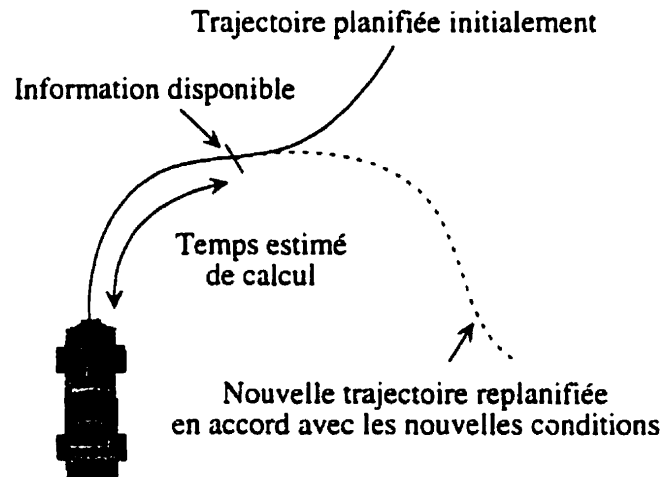 Trajectoire planifiée initialement
Information disponible
Temps estimé
de calcul
Nouvelle trajectoire replanifiée
en accord avec les nouvelles conditions